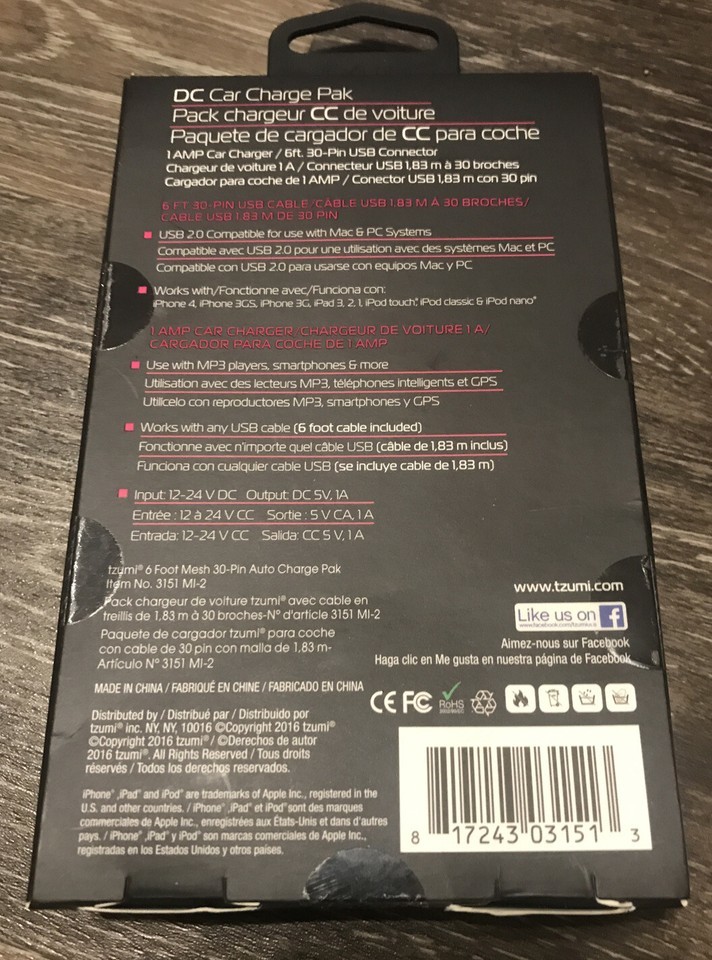 DC Car Charge Pak
Pack chargeur CC de voiture
Paquete de cargador de CC para coche
1 AMP Car Charger / 6ft. 30-Pin USB Connector
Chargeur de voiture 1 A / Connecteur USB 1,83 m à 30 broches
Cargador para coche de 1 AMP / Conector USB 1,83 m con 30 pin
6 FT 30-PIN USB CABLE/CÂBLE USB 1.83 M À 30 BROCHES/
CABLE USB 1.83 M DE 30 PIN
USB 2.0 Compatible for use with Mac & PC Systems
Compatible avec USB 2.0 pour une utilisation avec des systèmes Mac et PC
Compatible con USB 2.0 para usarse con equipos Mac y PC
Works with/Fonctionne avec/Funciona con:
iPhone 4, iPhone 3GS, iPhone 3G, iPad 3, 2, 1, iPod touch®, iPod classic & iPod nano®
1 AMP CAR CHARGER/CHARGEUR DE VOITURE 1 A/
CARGADOR PARA COCHE DE 1 AMP
Use with MP3 players, smartphones & more
Utilisation avec des lecteurs MP3, téléphones intelligents et GPS
Utilícelo con reproductores MP3, smartphones y GPS
Works with any USB cable (6 foot cable included)
Fonctionne avec n'importe quel câble USB (câble de 1,83 m inclus)
Funciona con cualquier cable USB (se incluye cable de 1,83 m)
Input: 12-24 V DC Output: DC 5V, 1A
Entrée : 12 à 24 V CC Sortie : 5 V CA, 1 A
Entrada: 12-24 V CC Salida: CC 5 V, 1 A
tzumi® 6 Foot Mesh 30-Pin Auto Charge Pak
Item No. 3151 MI-2
Pack chargeur de voiture tzumi® avec cable en
treillis de 1,83 m à 30 broches-N° d'article 3151 MI-2
Paquete de cargador tzumi® para coche
con cable de 30 pin con malla de 1,83 m-
Artículo N° 3151 MI-2
www.tzumi.com
Like us on f
Aimez-nous sur Facebook
Haga clic en Me gusta en nuestra página de Facebook
MADE IN CHINA / FABRIQUÉ EN CHINE / FABRICADO EN CHINA
CE FC RoHS
Distributed by / Distribué par / Distribuido por
tzumi® inc. NY, NY, 10016 ©Copyright 2016 tzumi®
©Copyright 2016 tzumi® / ©Derechos de autor
2016 tzumi®. All Rights Reserved / Tous droits
réservés / Todos los derechos reservados.
iPhone®, iPad® and iPod® are trademarks of Apple Inc., registered in the
U.S. and other countries. / iPhone®, iPad® et iPod® sont des marques
commerciales de Apple Inc., enregistrées aux États-Unis et dans d'autres
pays. / iPhone®, iPad® y iPod® son marcas comerciales de Apple Inc.,
registradas en los Estados Unidos y otros países.
8 17243 03151 3